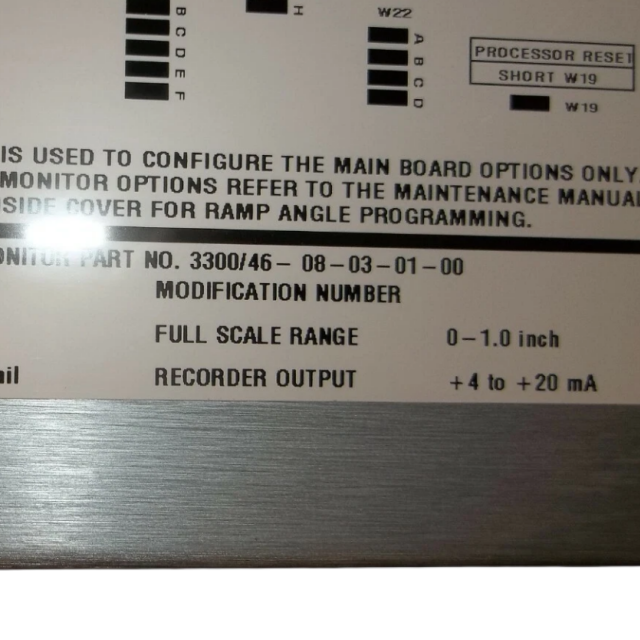 B
C
D
E
F
H
W22
A
B
C
D
PROCESSOR RESET
SHORT W19
W19
IS USED TO CONFIGURE THE MAIN BOARD OPTIONS ONLY
MONITOR OPTIONS REFER TO THE MAINTENANCE MANUAL
COVER FOR RAMP ANGLE PROGRAMMING.
PART NO. 3300/46 – 08 – 03 – 01 – 00
MODIFICATION NUMBER
FULL SCALE RANGE 0 – 1.0 inch
RECORDER OUTPUT +4 to +20 mA